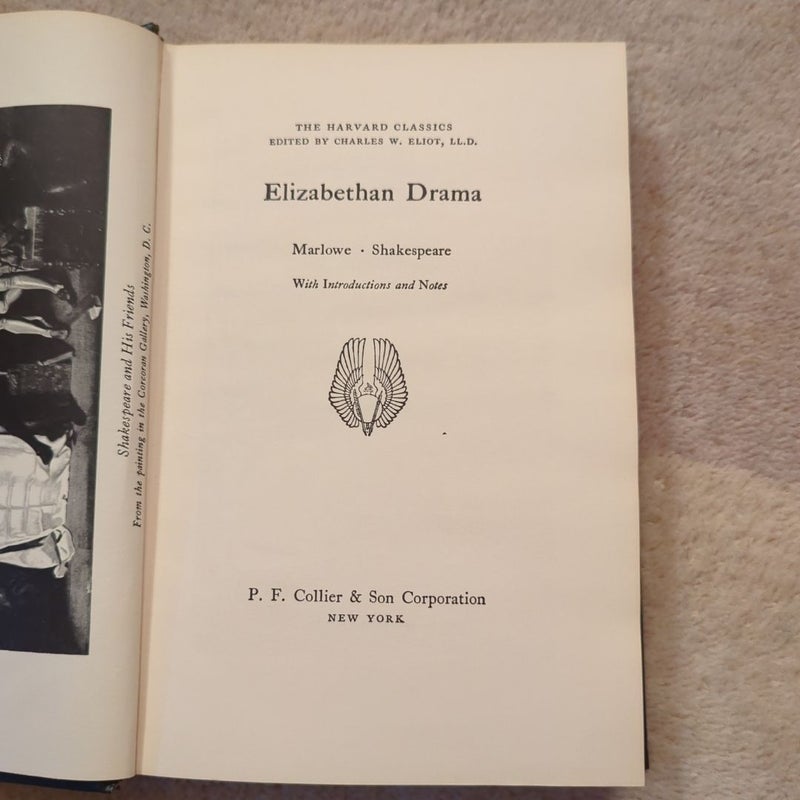 Shakespeare and His Friends
From the painting in the Corcoran Gallery, Washington, D. C.
THE HARVARD CLASSICS
EDITED BY CHARLES W. ELIOT, LL.D.
Elizabethan Drama
Marlowe · Shakespeare
With Introductions and Notes
P. F. Collier & Son Corporation
NEW YORK